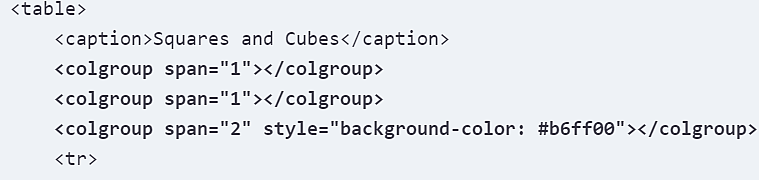 <table>
<caption>Squares and Cubes</caption>
<colgroup span="1"></colgroup>
<colgroup span="1"></colgroup>
<colgroup span="2" style="background-color: #b6ff00"></colgroup>
<tr>